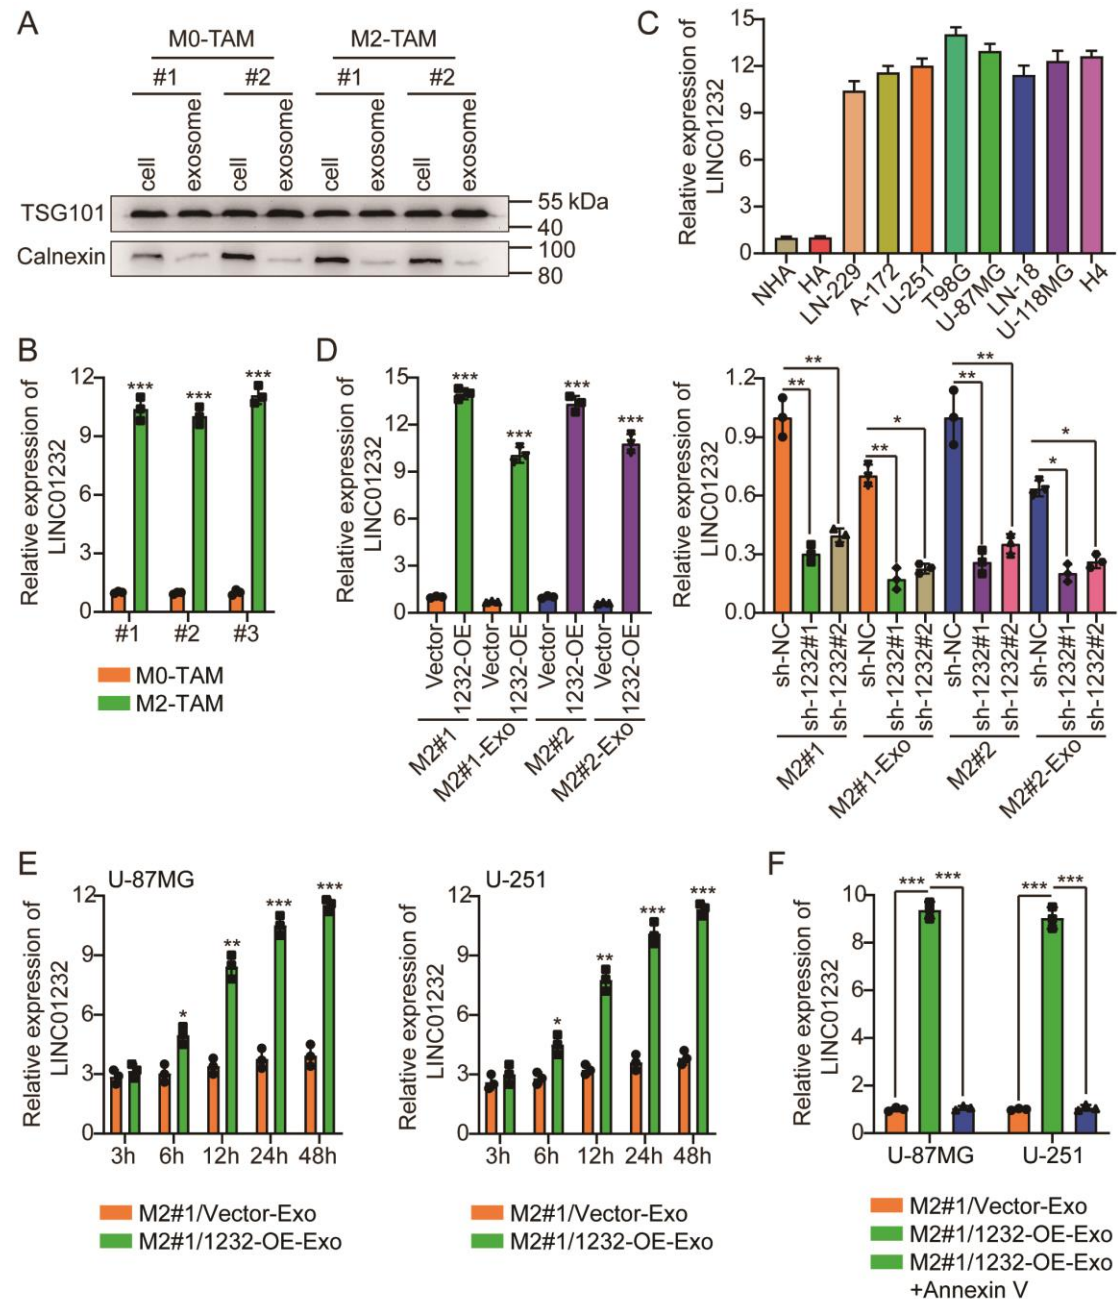 A
M0-TAM M2-TAM
#1 #2 #1 #2
cell exosome cell exosome cell exosome cell exosome
TSG101 55 kDa
40
Calnexin 100
80
C
Relative expression of
LINC01232
15
12
9
6
3
0
NHA HA LN-229 A-172 U-251 T98G U-87MG LN-18 U-118MG H4
B
Relative expression of
LINC01232
12
9
6
3
0
*** *** ***
#1 #2 #3
M0-TAM
M2-TAM
D
Relative expression of
LINC01232
15
12
9
6
3
0
*** *** *** ***
Vector 1232-OE Vector 1232-OE Vector 1232-OE Vector 1232-OE
M2#1 M2#1-Exo M2#2 M2#2-Exo
Relative expression of
LINC01232
1.2
0.9
0.6
0.3
0.0
** ** ** * ** ** * *
sh-NC sh-1232#1 sh-1232#2 sh-NC sh-1232#1 sh-1232#2 sh-NC sh-1232#1 sh-1232#2 sh-NC sh-1232#1 sh-1232#2
M2#1 M2#1-Exo M2#2 M2#2-Exo
E
U-87MG
Relative expression of
LINC01232
12
9
6
3
0
* ** *** ***
3h 6h 12h 24h 48h
M2#1/Vector-Exo
M2#1/1232-OE-Exo
U-251
Relative expression of
LINC01232
12
9
6
3
0
* ** *** ***
3h 6h 12h 24h 48h
M2#1/Vector-Exo
M2#1/1232-OE-Exo
F
Relative expression of
LINC01232
10
8
6
4
2
0
*** *** *** ***
U-87MG U-251
M2#1/Vector-Exo
M2#1/1232-OE-Exo
M2#1/1232-OE-Exo
+Annexin V